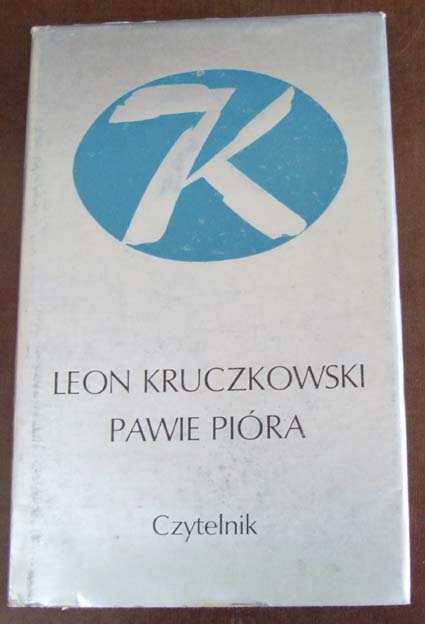 K
LEON KRUCZKOWSKI
PAWIE PIÓRA
Czytelnik